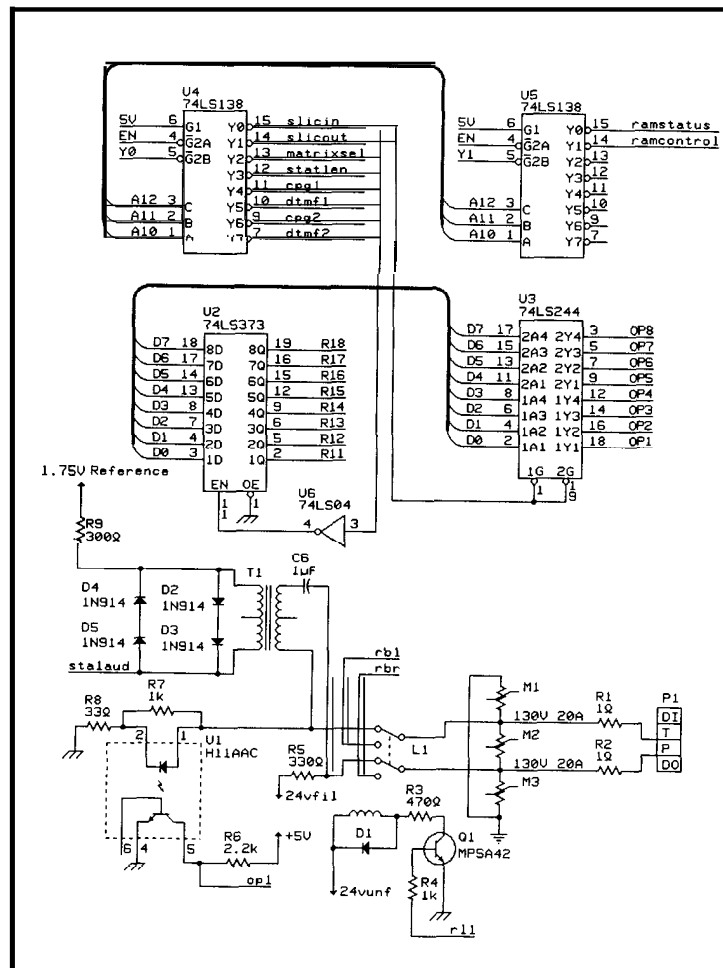 U4
74LS138
5V 6 G1 Y0 15 slicin
EN 4 G2A Y1 14 slicout
Y0 5 G2B Y2 13 matrixsel
Y3 12 statlan
Y4 11 cpg1
A12 3 C Y5 10 dtmf1
A11 2 B Y6 9 cpg2
A10 1 A Y7 7 dtmf2
U5
74LS138
5V 6 G1 Y0 15 ramstatus
EN 4 G2A Y1 14 ramcontrol
Y1 5 G2B Y2 13
Y3 12
Y4 11
A12 3 C Y5 10
A11 2 B Y6 9
A10 1 A Y7 7
U2
74LS373
D7 18 8D 8Q 19 R18
D6 17 7D 7Q 16 R17
D5 14 6D 6Q 15 R16
D4 13 5D 5Q 12 R15
D3 8 4D 4Q 9 R14
D2 7 3D 3Q 6 R13
D1 4 2D 2Q 5 R12
D0 3 1D 1Q 2 R11
EN OE
11 1
U3
74LS244
D7 17 2A4 2Y4 3 OP8
D6 15 2A3 2Y3 5 OP7
D5 13 2A2 2Y2 7 OP6
D4 11 2A1 2Y1 9 OP5
D3 8 1A4 1Y4 12 OP4
D2 6 1A3 1Y3 14 OP3
D1 4 1A2 1Y2 16 OP2
D0 2 1A1 1Y1 18 OP1
1G 2G
1 19
U6
74LS04
4 3
1.75V Reference
R9
300Ω
T1
C6
1µF
D4
1N914
D2
1N914
D5
1N914
D3
1N914
stalaud
R7
1k
R8
33Ω
2 1
U1
H11AAC
6 4 5
R6
2.2k
+5V
op1
rb1
rbr
R5
330Ω
24vfil
L1
M1
130V 20A
R1
1Ω
M2
130V 20A
R2
1Ω
M3
P1
DI
T
P
DO
R3
470Ω
D1
24vunf
Q1
MPSA42
R4
1k
rl1